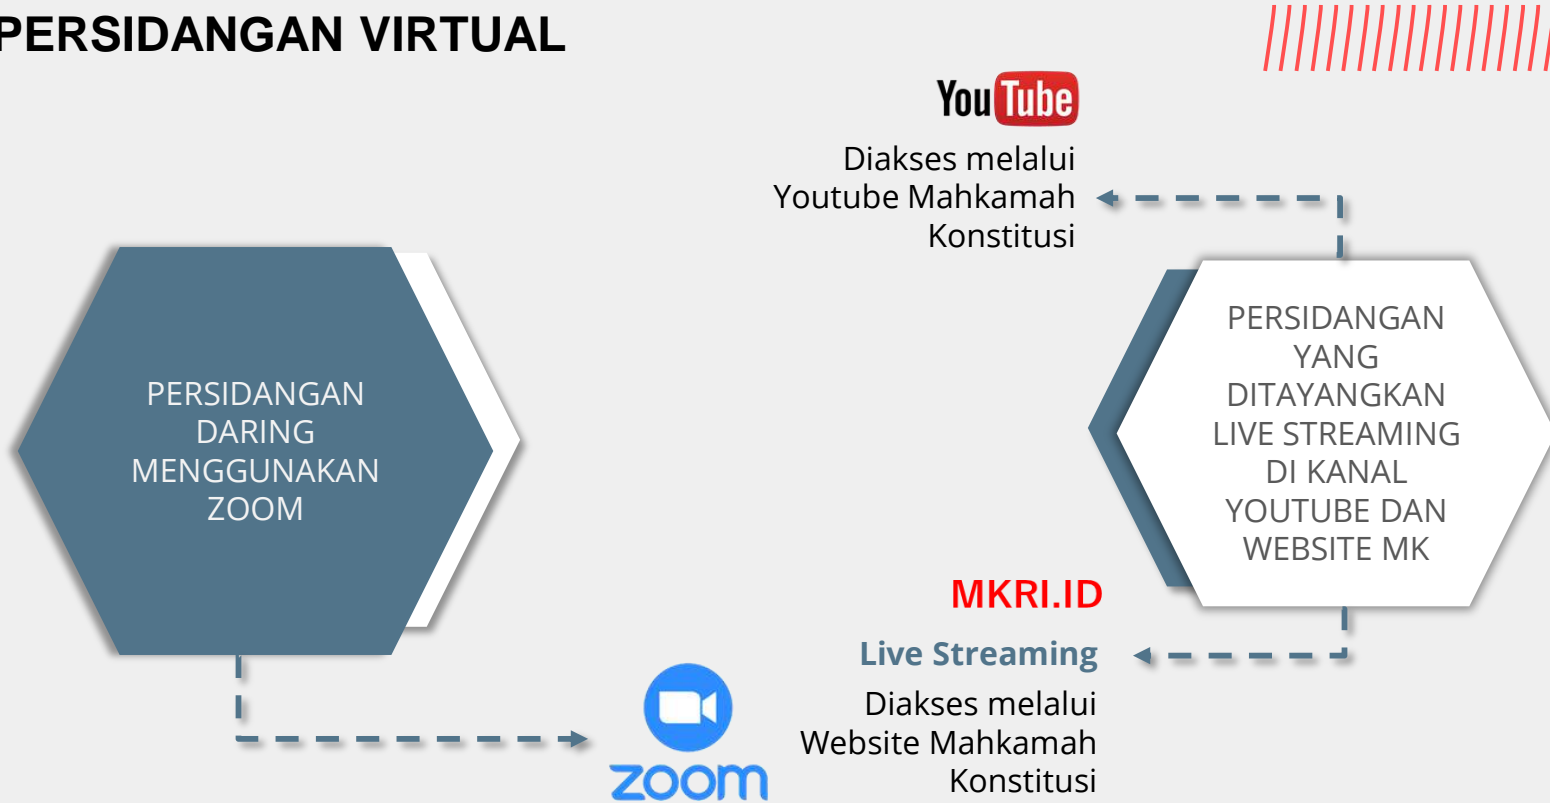 PERSIDANGAN VIRTUAL
YouTube
Diakses melalui
Youtube Mahkamah
Konstitusi
PERSIDANGAN
DARING
MENGGUNAKAN
ZOOM
PERSIDANGAN
YANG
DITAYANGKAN
LIVE STREAMING
DI KANAL
YOUTUBE DAN
WEBSITE MK
MKRI.ID
Live Streaming
Diakses melalui
Website Mahkamah
Konstitusi
zoom